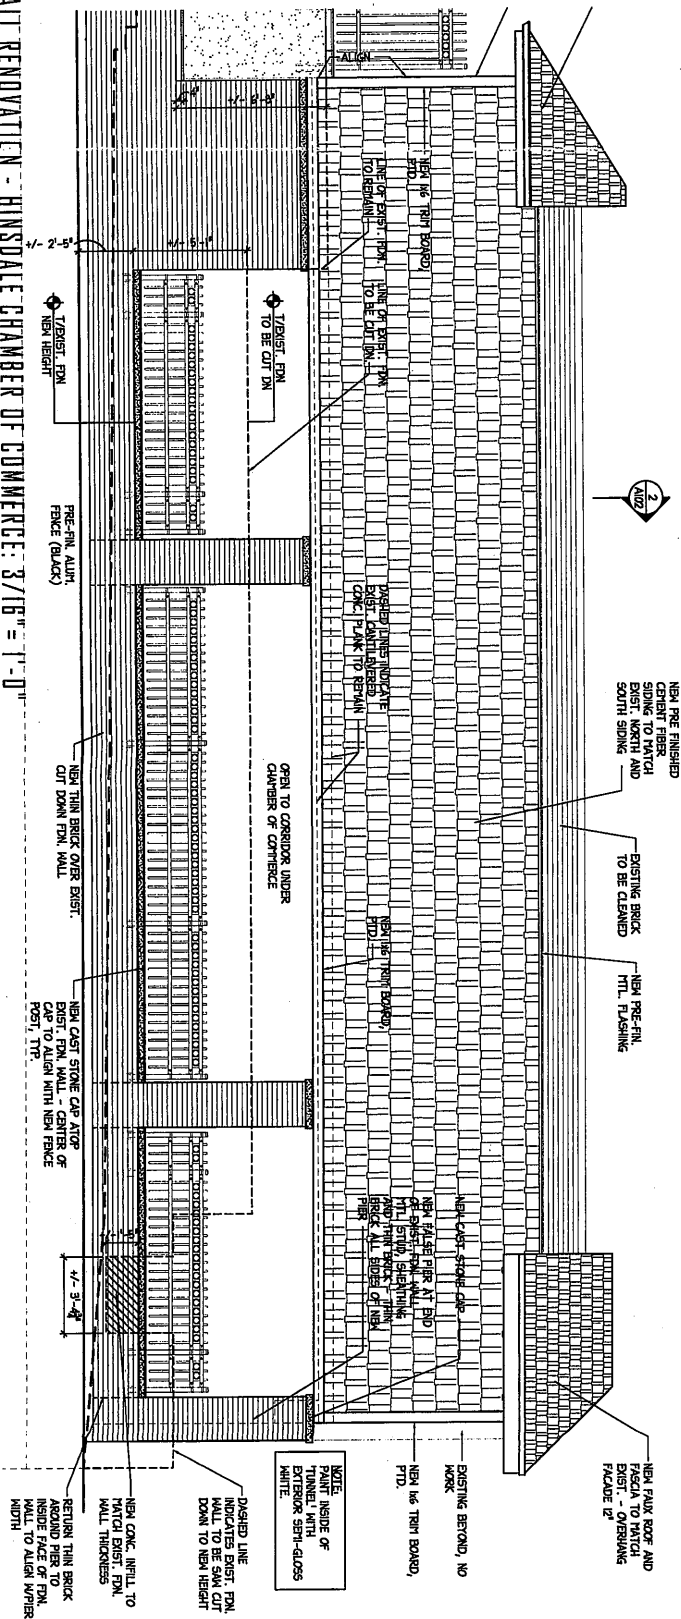 NEW PRE FINISHED
CEMENT FIBER
SIDING TO MATCH
EXIST. NORTH AND
SOUTH SIDING
EXISTING BRICK
TO BE CLEANED
NEW PRE-FIN.
MTL. FLASHING
NEW FAUX ROOF AND
FASCIA TO MATCH
EXIST. - OVERHANG
FACADE 12"
2
A102
ALIGN
NEW 1x6 TRIM BOARD,
PTD.
LINE OF EXIST. FDN.
TO REMAIN
LINE OF EXIST. FDN.
TO BE CUT DN.
DASHED LINES INDICATE
EXIST. CANTILEVERED
CONC. PLANK TO REMAIN
NEW 1x6 TRIM BOARD,
PTD.
NEW CAST STONE CAP
NEW FALSE PIER AT END
OF EXIST. FDN. WALL
MTL. STUD, SHEATHING
AND THIN BRICK - THIN
BRICK ALL SIDES OF NEW
PIER
EXISTING BEYOND, NO
WORK
NEW 1x6 TRIM BOARD,
PTD.
NOTE:
PAINT INSIDE OF
'TUNNEL' WITH
EXTERIOR SEMI-GLOSS
WHITE.
T/EXIST. FDN
TO BE CUT DN
OPEN TO CORRIDOR UNDER
CHAMBER OF COMMERCE
+/- 5'-1"
+/- 2'-5"
T/EXIST. FDN
NEW HEIGHT
PRE-FIN. ALUM.
FENCE (BLACK)
NEW THIN BRICK OVER EXIST.
CUT DOWN FDN. WALL
NEW CAST STONE CAP ATOP
EXIST. FDN. WALL - CENTER OF
CAP TO ALIGN WITH NEW FENCE
POST, TYP.
DASHED LINE
INDICATES EXIST. FDN.
WALL TO BE SAW CUT
DOWN TO NEW HEIGHT
NEW CONC. INFILL TO
MATCH EXIST. FDN.
WALL THICKNESS
RETURN THIN BRICK
AROUND PIER TO
INSIDE FACE OF FDN.
WALL TO ALIGN W/PIER
WIDTH
RENOVATION - HINSDALE CHAMBER OF COMMERCE: 3/16" = 1'-0"